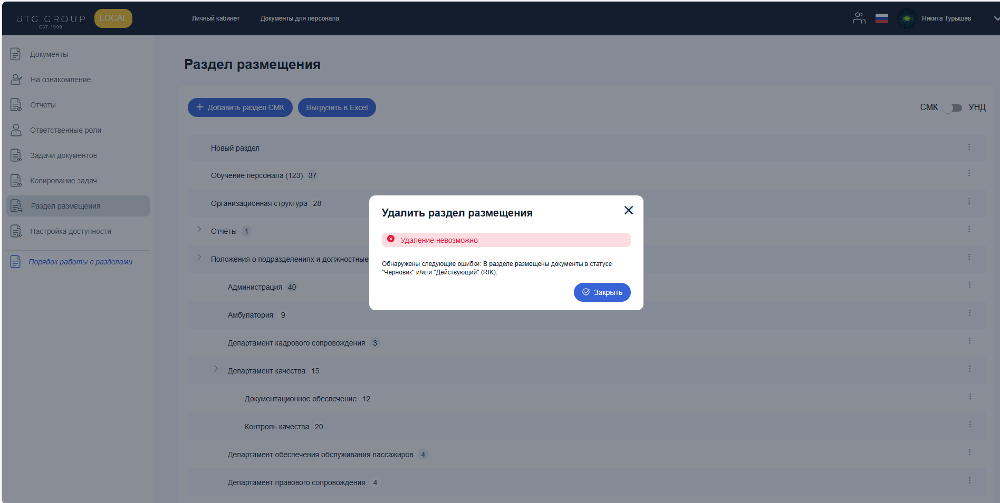 UTG GROUP
EST. 1998
LOCAL
Личный кабинет
Документы для персонала
Никита Турышев
Документы
На ознакомление
Отчеты
Ответственные роли
Задачи документов
Копирование задач
Раздел размещения
Настройка доступности
Порядок работы с разделами
Раздел размещения
Добавить раздел СМК
Выгрузить в Excel
СМК
УНД
Новый раздел
Обучение персонала (123) 37
Организационная структура 28
Отчёты 1
Положения о подразделениях и должностные
Администрация 40
Амбулатория 9
Департамент кадрового сопровождения 3
Департамент качества 15
Документационное обеспечение 12
Контроль качества 20
Департамент обеспечения обслуживания пассажиров 4
Департамент правового сопровождения 4
Удалить раздел размещения
Удаление невозможно
Обнаружены следующие ошибки: В разделе размещены документы в статусе
"Черновик" и/или "Действующий" (RIK).
Закрыть